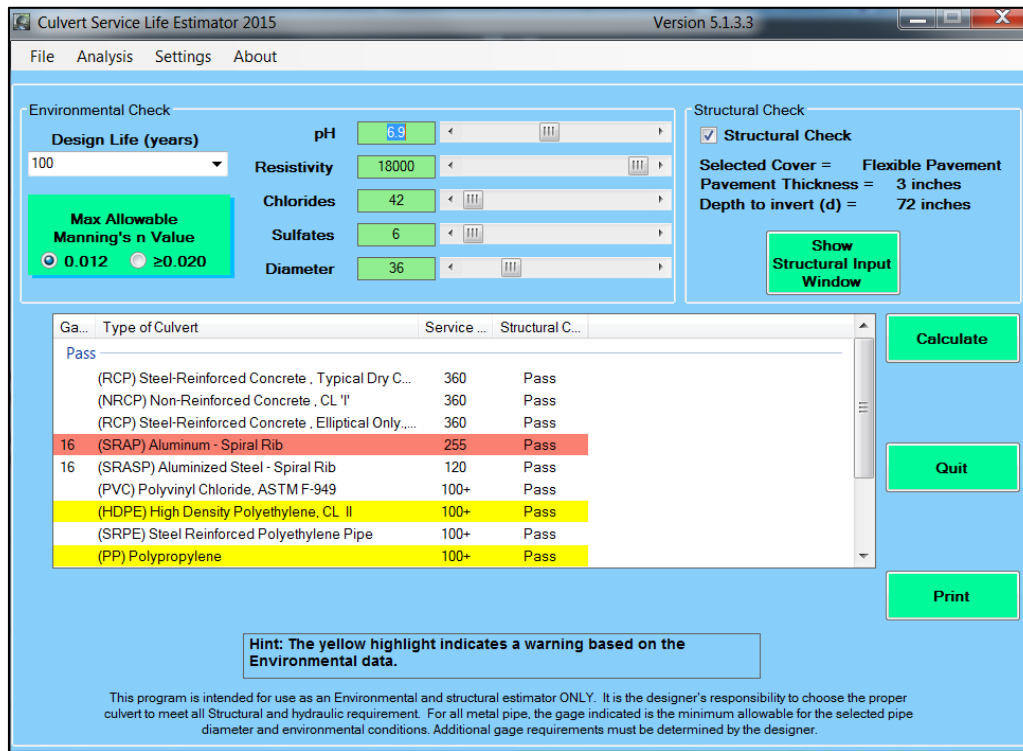 Culvert Service Life Estimator 2015 Version 5.1.3.3
File Analysis Settings About
Environmental Check
Design Life (years)
100
Max Allowable
Manning's n Value
0.012 ≥0.020
pH 6.9
Resistivity 18000
Chlorides 42
Sulfates 6
Diameter 36
Structural Check
Structural Check
Selected Cover = Flexible Pavement
Pavement Thickness = 3 inches
Depth to invert (d) = 72 inches
Show
Structural Input
Window
Ga... Type of Culvert Service ... Structural C...
Pass
(RCP) Steel-Reinforced Concrete , Typical Dry C... 360 Pass
(NRCP) Non-Reinforced Concrete , CL 'I' 360 Pass
(RCP) Steel-Reinforced Concrete , Elliptical Only.,... 360 Pass
16 (SRAP) Aluminum - Spiral Rib 255 Pass
16 (SRASP) Aluminized Steel - Spiral Rib 120 Pass
(PVC) Polyvinyl Chloride, ASTM F-949 100+ Pass
(HDPE) High Density Polyethylene, CL II 100+ Pass
(SRPE) Steel Reinforced Polyethylene Pipe 100+ Pass
(PP) Polypropylene 100+ Pass
Calculate
Quit
Print
Hint: The yellow highlight indicates a warning based on the
Environmental data.
This program is intended for use as an Environmental and structural estimator ONLY. It is the designer's responsibility to choose the proper
culvert to meet all Structural and hydraulic requirement. For all metal pipe, the gage indicated is the minimum allowable for the selected pipe
diameter and environmental conditions. Additional gage requirements must be determined by the designer.